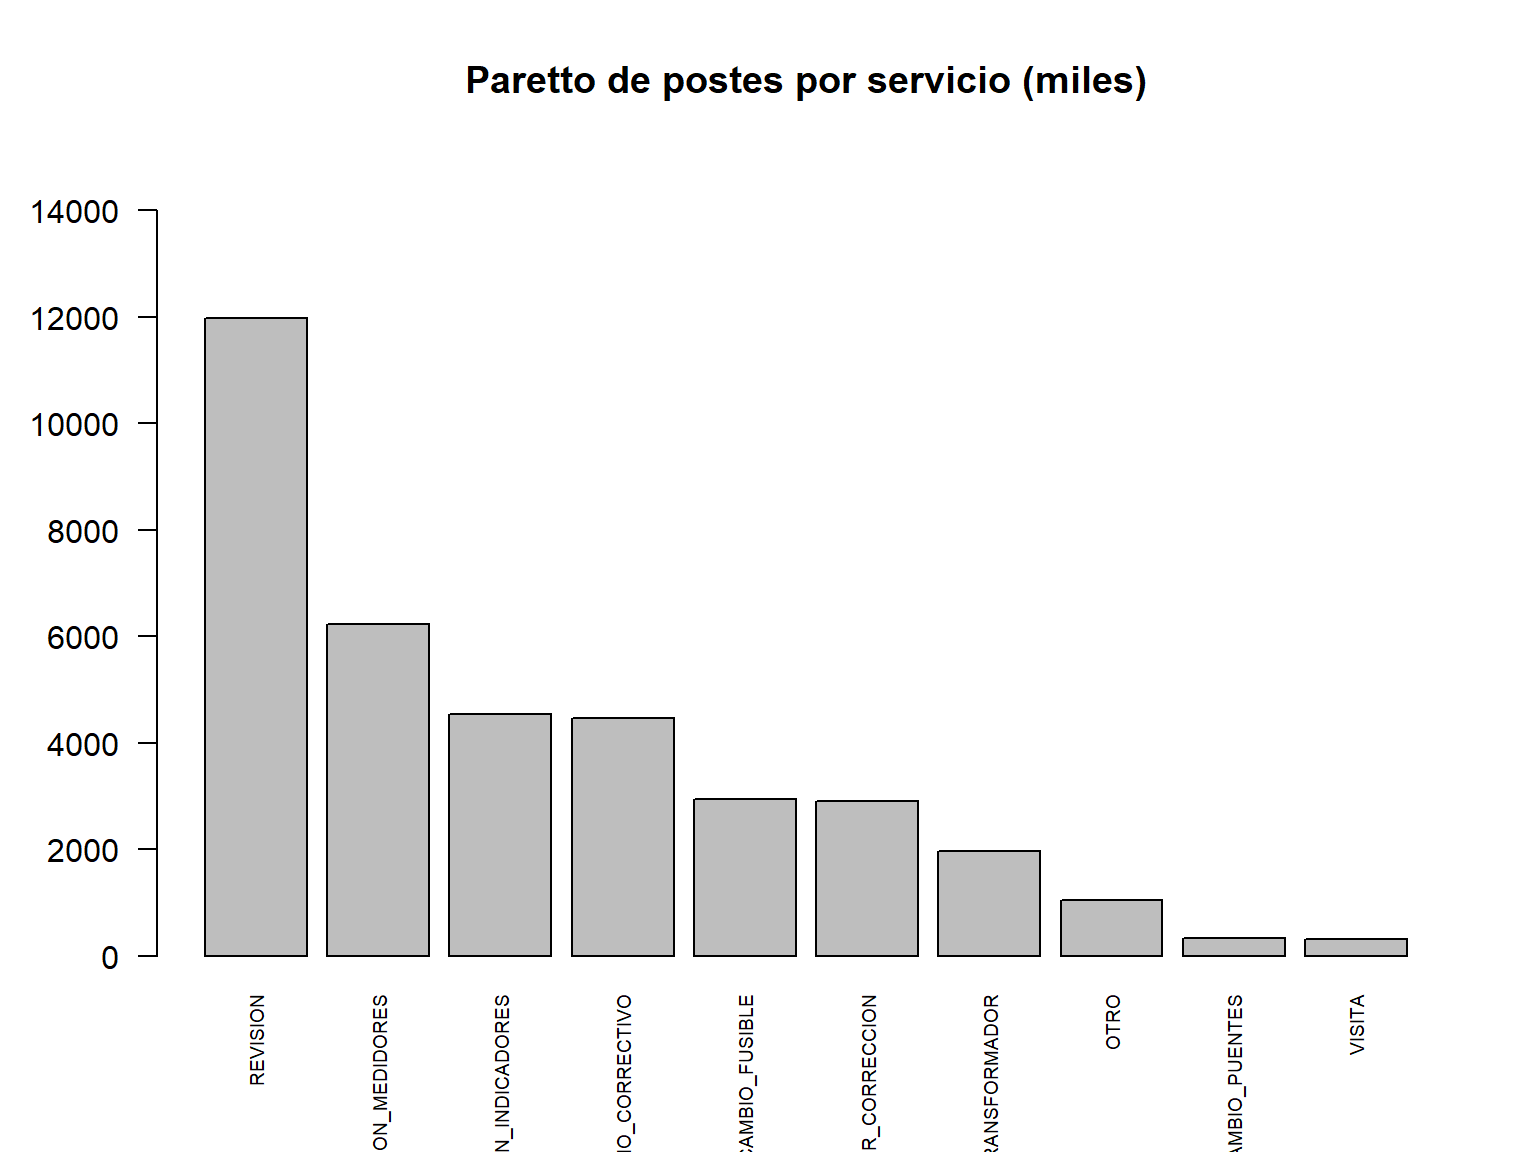 Paretto de postes por servicio (miles)
14000
12000
10000
8000
6000
4000
2000
0
REVISION
ON_MEDIDORES
N_INDICADORES
IO_CORRECTIVO
CAMBIO_FUSIBLE
R_CORRECCION
RANSFORMADOR
OTRO
AMBIO_PUENTES
VISITA